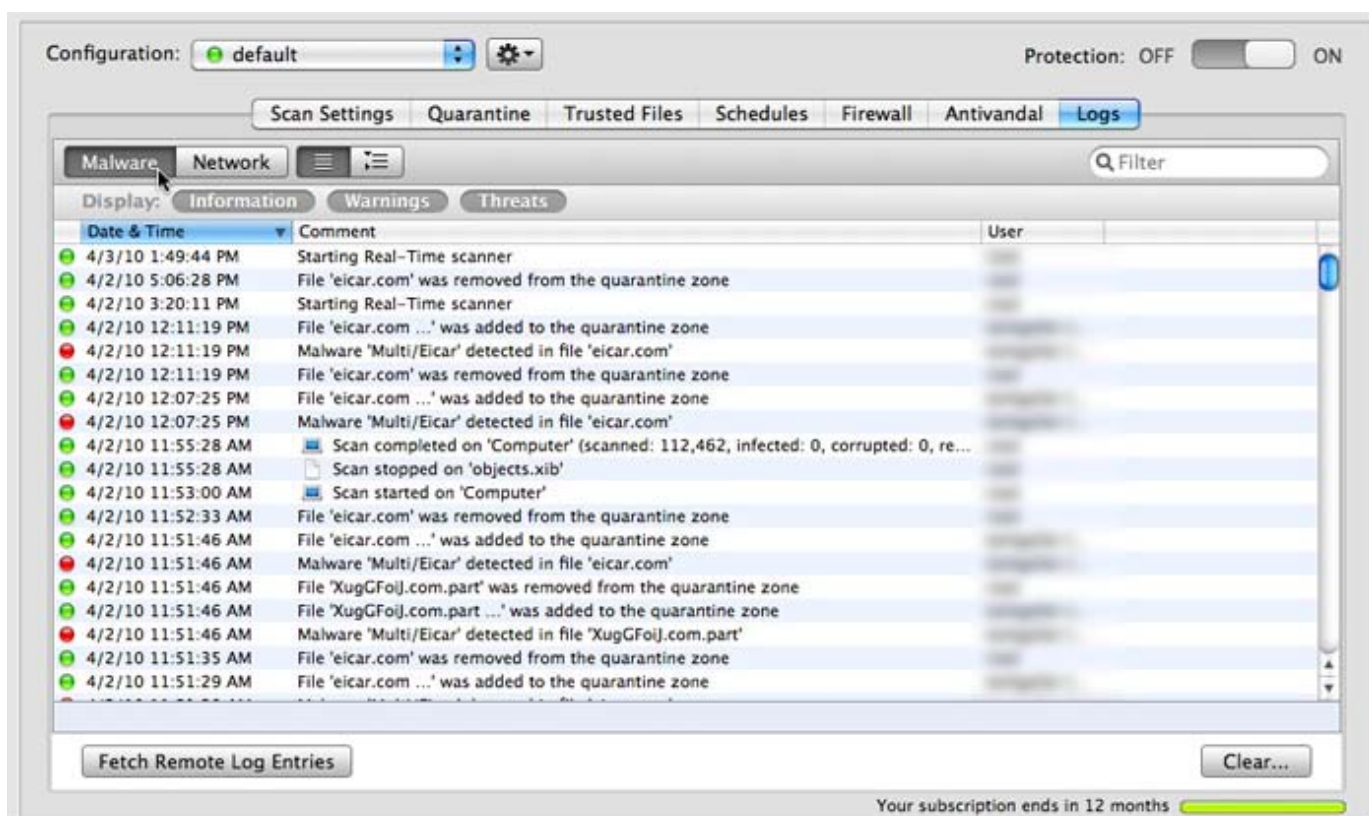 Configuration: default Protection: OFF ON
Scan Settings Quarantine Trusted Files Schedules Firewall Antivandal Logs
Malware Network Filter
Display: Information Warnings Threats
Date & Time Comment User
4/3/10 1:49:44 PM Starting Real-Time scanner
4/2/10 5:06:28 PM File 'eicar.com' was removed from the quarantine zone
4/2/10 3:20:11 PM Starting Real-Time scanner
4/2/10 12:11:19 PM File 'eicar.com ...' was added to the quarantine zone
4/2/10 12:11:19 PM Malware 'Multi/Eicar' detected in file 'eicar.com'
4/2/10 12:11:19 PM File 'eicar.com' was removed from the quarantine zone
4/2/10 12:07:25 PM File 'eicar.com ...' was added to the quarantine zone
4/2/10 12:07:25 PM Malware 'Multi/Eicar' detected in file 'eicar.com'
4/2/10 11:55:28 AM Scan completed on 'Computer' (scanned: 112,462, infected: 0, corrupted: 0, re...
4/2/10 11:55:28 AM Scan stopped on 'objects.xib'
4/2/10 11:53:00 AM Scan started on 'Computer'
4/2/10 11:52:33 AM File 'eicar.com' was removed from the quarantine zone
4/2/10 11:51:46 AM File 'eicar.com ...' was added to the quarantine zone
4/2/10 11:51:46 AM Malware 'Multi/Eicar' detected in file 'eicar.com'
4/2/10 11:51:46 AM File 'XugGFoiJ.com.part' was removed from the quarantine zone
4/2/10 11:51:46 AM File 'XugGFoiJ.com.part ...' was added to the quarantine zone
4/2/10 11:51:46 AM Malware 'Multi/Eicar' detected in file 'XugGFoiJ.com.part'
4/2/10 11:51:35 AM File 'eicar.com' was removed from the quarantine zone
4/2/10 11:51:29 AM File 'eicar.com ...' was added to the quarantine zone
Fetch Remote Log Entries Clear...
Your subscription ends in 12 months